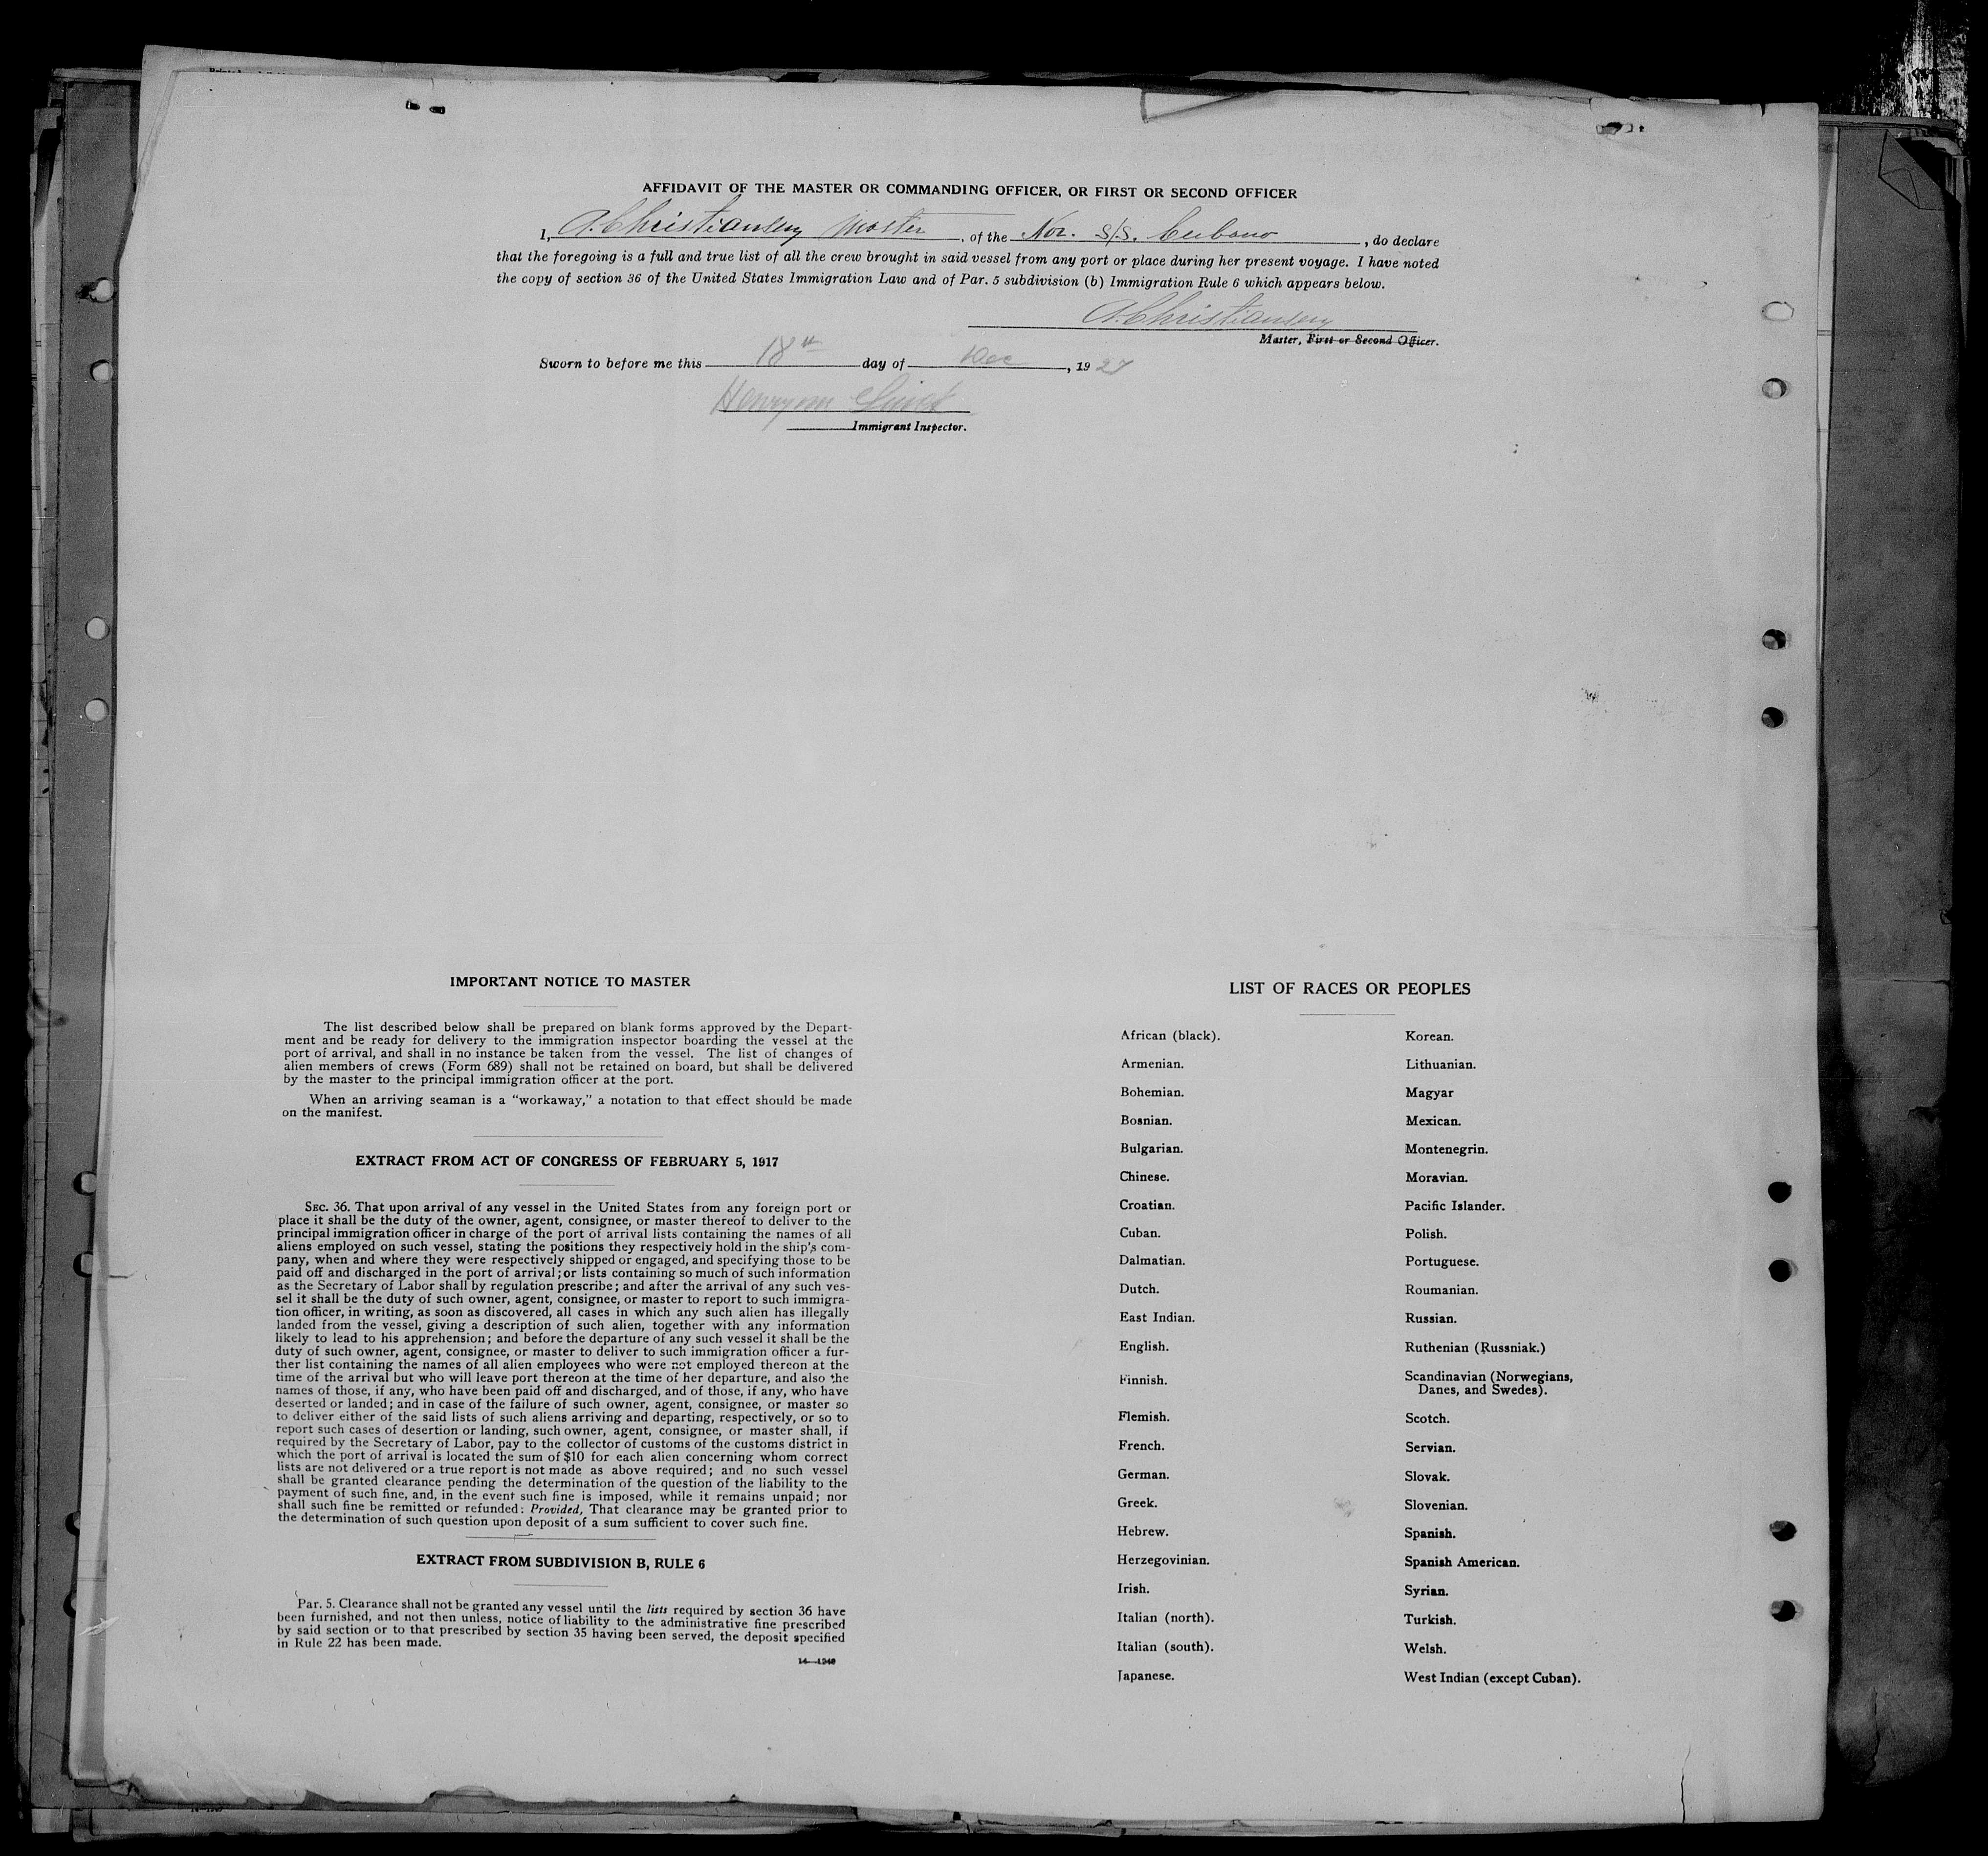 AFFIDAVIT OF THE MASTER OR COMMANDING OFFICER, OR FIRST OR SECOND OFFICER
I, A. Christiansen Master, of the Nor. S/S. Cubano, do declare
that the foregoing is a full and true list of all the crew brought in said vessel from any port or place during her present voyage. I have noted
the copy of section 36 of the United States Immigration Law and of Par. 5 subdivision (b) Immigration Rule 6 which appears below.
A. Christiansen
Master, First or Second Officer.
Sworn to before me this 18th day of Dec, 1927
Immigrant Inspector.
IMPORTANT NOTICE TO MASTER
The list described below shall be prepared on blank forms approved by the Depart-
ment and be ready for delivery to the immigration inspector boarding the vessel at the
port of arrival, and shall in no instance be taken from the vessel. The list of changes of
alien members of crews (Form 689) shall not be retained on board, but shall be delivered
by the master to the principal immigration officer at the port.
When an arriving seaman is a "workaway," a notation to that effect should be made
on the manifest.
EXTRACT FROM ACT OF CONGRESS OF FEBRUARY 5, 1917
SEC. 36. That upon arrival of any vessel in the United States from any foreign port or
place it shall be the duty of the owner, agent, consignee, or master thereof to deliver to the
principal immigration officer in charge of the port of arrival lists containing the names of all
aliens employed on such vessel, stating the positions they respectively hold in the ship's com-
pany, when and where they were respectively shipped or engaged, and specifying those to be
paid off and discharged in the port of arrival; or lists containing so much of such information
as the Secretary of Labor shall by regulation prescribe; and after the arrival of any such ves-
sel it shall be the duty of such owner, agent, consignee, or master to report to such immigra-
tion officer, in writing, as soon as discovered, all cases in which any such alien has illegally
landed from the vessel, giving a description of such alien, together with any information
likely to lead to his apprehension; and before the departure of any such vessel it shall be the
duty of such owner, agent, consignee, or master to deliver to such immigration officer a fur-
ther list containing the names of all alien employees who were not employed thereon at the
time of the arrival but who will leave port thereon at the time of her departure, and also the
names of those, if any, who have been paid off and discharged, and of those, if any, who have
deserted or landed; and in case of the failure of such owner, agent, consignee, or master so
to deliver either of the said lists of such aliens arriving and departing, respectively, or so to
report such cases of desertion or landing, such owner, agent, consignee, or master shall, if
required by the Secretary of Labor, pay to the collector of customs of the customs district in
which the port of arrival is located the sum of $10 for each alien concerning whom correct
lists are not delivered or a true report is not made as above required; and no such vessel
shall be granted clearance pending the determination of the question of the liability to the
payment of such fine, and, in the event such fine is imposed, while it remains unpaid; nor
shall such fine be remitted or refunded: Provided, That clearance may be granted prior to
the determination of such question upon deposit of a sum sufficient to cover such fine.
EXTRACT FROM SUBDIVISION B, RULE 6
Par. 5. Clearance shall not be granted any vessel until the lists required by section 36 have
been furnished, and not then unless, notice of liability to the administrative fine prescribed
by said section or to that prescribed by section 35 having been served, the deposit specified
in Rule 22 has been made.
LIST OF RACES OR PEOPLES
African (black).
Armenian.
Bohemian.
Bosnian.
Bulgarian.
Chinese.
Croatian.
Cuban.
Dalmatian.
Dutch.
East Indian.
English.
Finnish.
Flemish.
French.
German.
Greek.
Hebrew.
Herzegovinian.
Irish.
Italian (north).
Italian (south).
Japanese.
Korean.
Lithuanian.
Magyar
Mexican.
Montenegrin.
Moravian.
Pacific Islander.
Polish.
Portuguese.
Roumanian.
Russian.
Ruthenian (Russniak.)
Scandinavian (Norwegians,
Danes, and Swedes).
Scotch.
Servian.
Slovak.
Slovenian.
Spanish.
Spanish American.
Syrian.
Turkish.
Welsh.
West Indian (except Cuban).